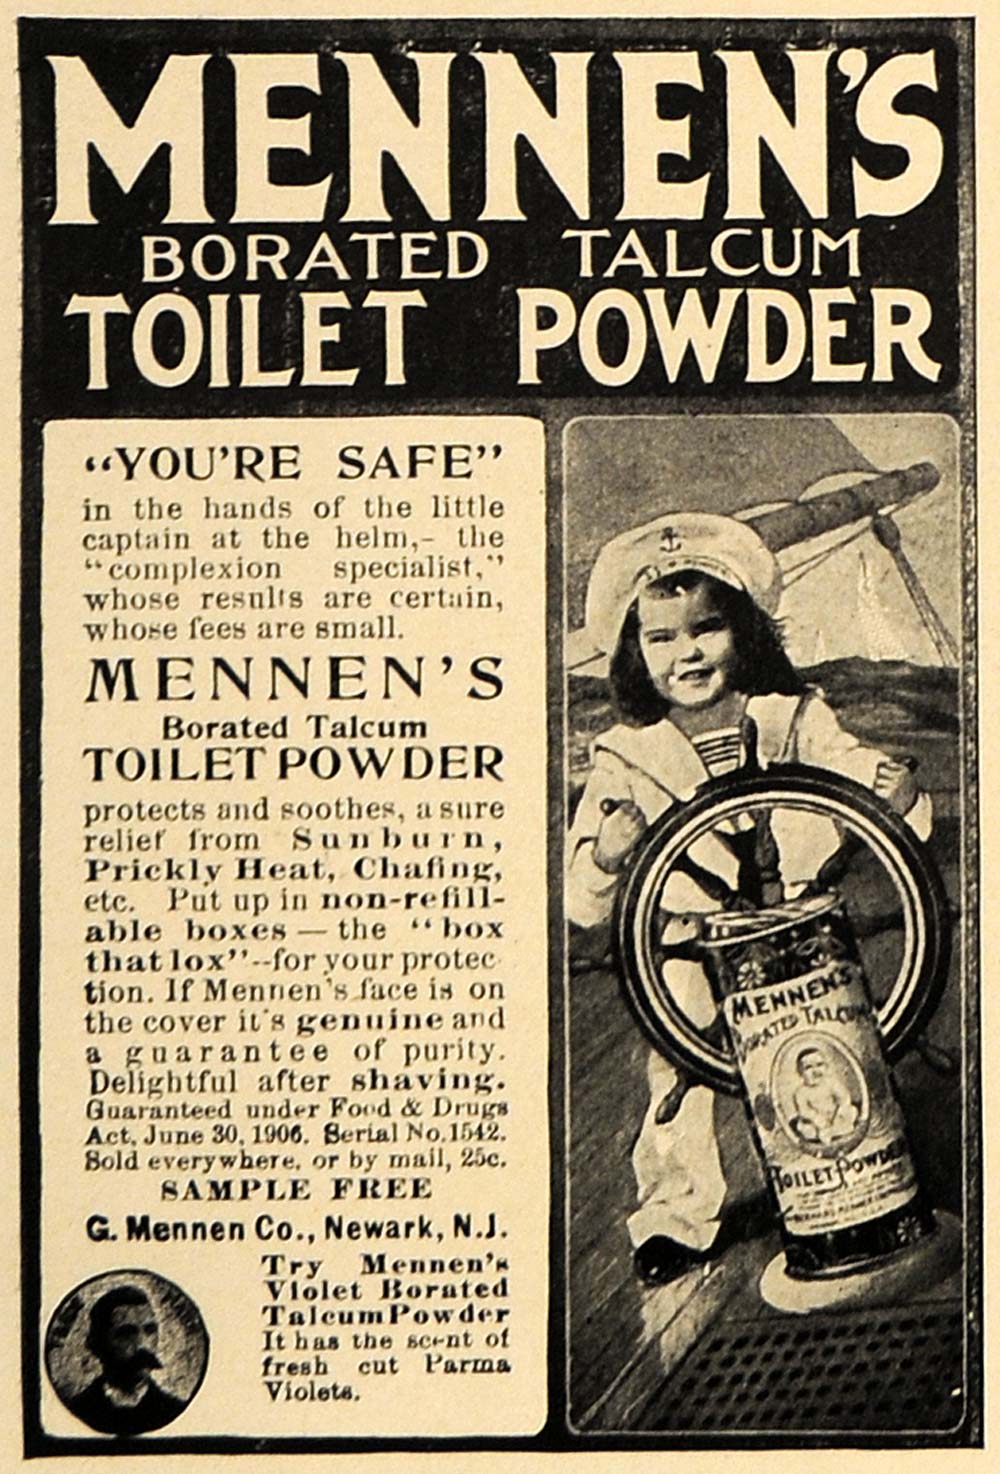 MENNEN'S
BORATED TALCUM
TOILET POWDER
"YOU'RE SAFE"
in the hands of the little
captain at the helm,- the
"complexion specialist,"
whose results are certain,
whose fees are small.
MENNEN'S
Borated Talcum
TOILET POWDER
protects and soothes, a sure
relief from Sunburn,
Prickly Heat, Chafing,
etc. Put up in non-refill-
able boxes — the "box
that lox"--for your protec
tion. If Mennen's face is on
the cover it's genuine and
a guarantee of purity.
Delightful after shaving.
Guaranteed under Food & Drugs
Act, June 30, 1906. Serial No. 1542.
Sold everywhere, or by mail, 25c.
SAMPLE FREE
G. Mennen Co., Newark, N.J.
Try Mennen's
Violet Borated
Talcum Powder
It has the scent of
fresh cut Parma
Violets.
MENNEN'S
BORATED TALCUM
TOILET POWDER